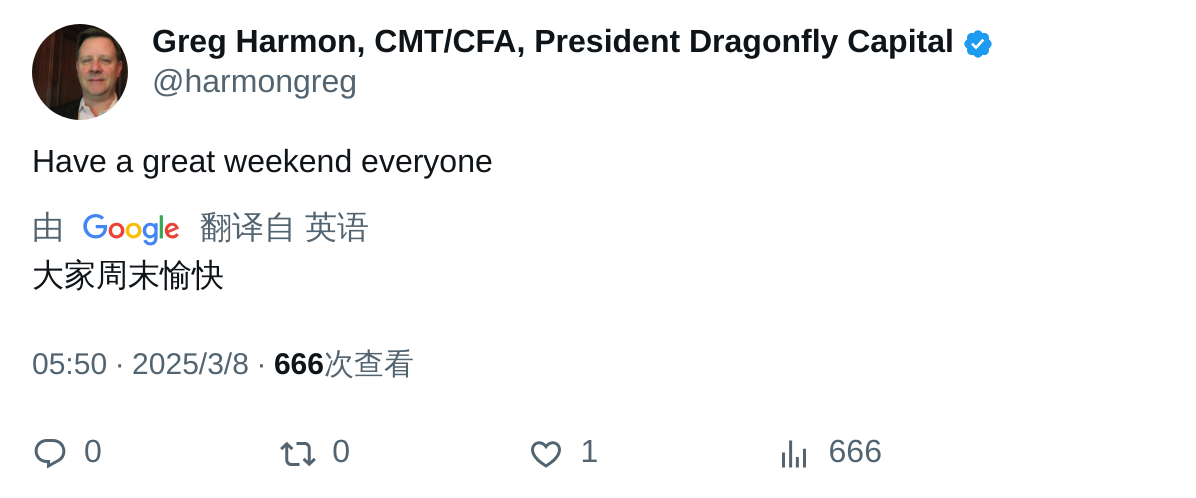 Greg Harmon, CMT/CFA, President Dragonfly Capital
@harmongreg
Have a great weekend everyone
由 Google 翻译自 英语
大家周末愉快
05:50 · 2025/3/8 · 666次查看
0 0 1 666